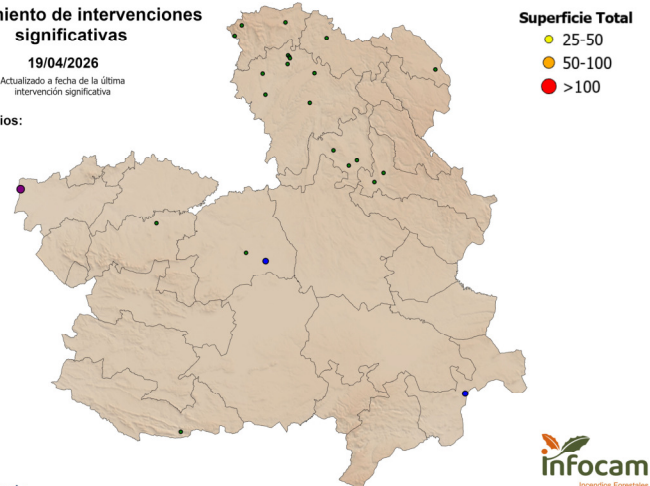 miento de intervenciones
significativas
19/04/2026
Actualizado a fecha de la última
intervención significativa
ios:
Superficie Total
25-50
50-100
>100
infocam
Incendios Forestales